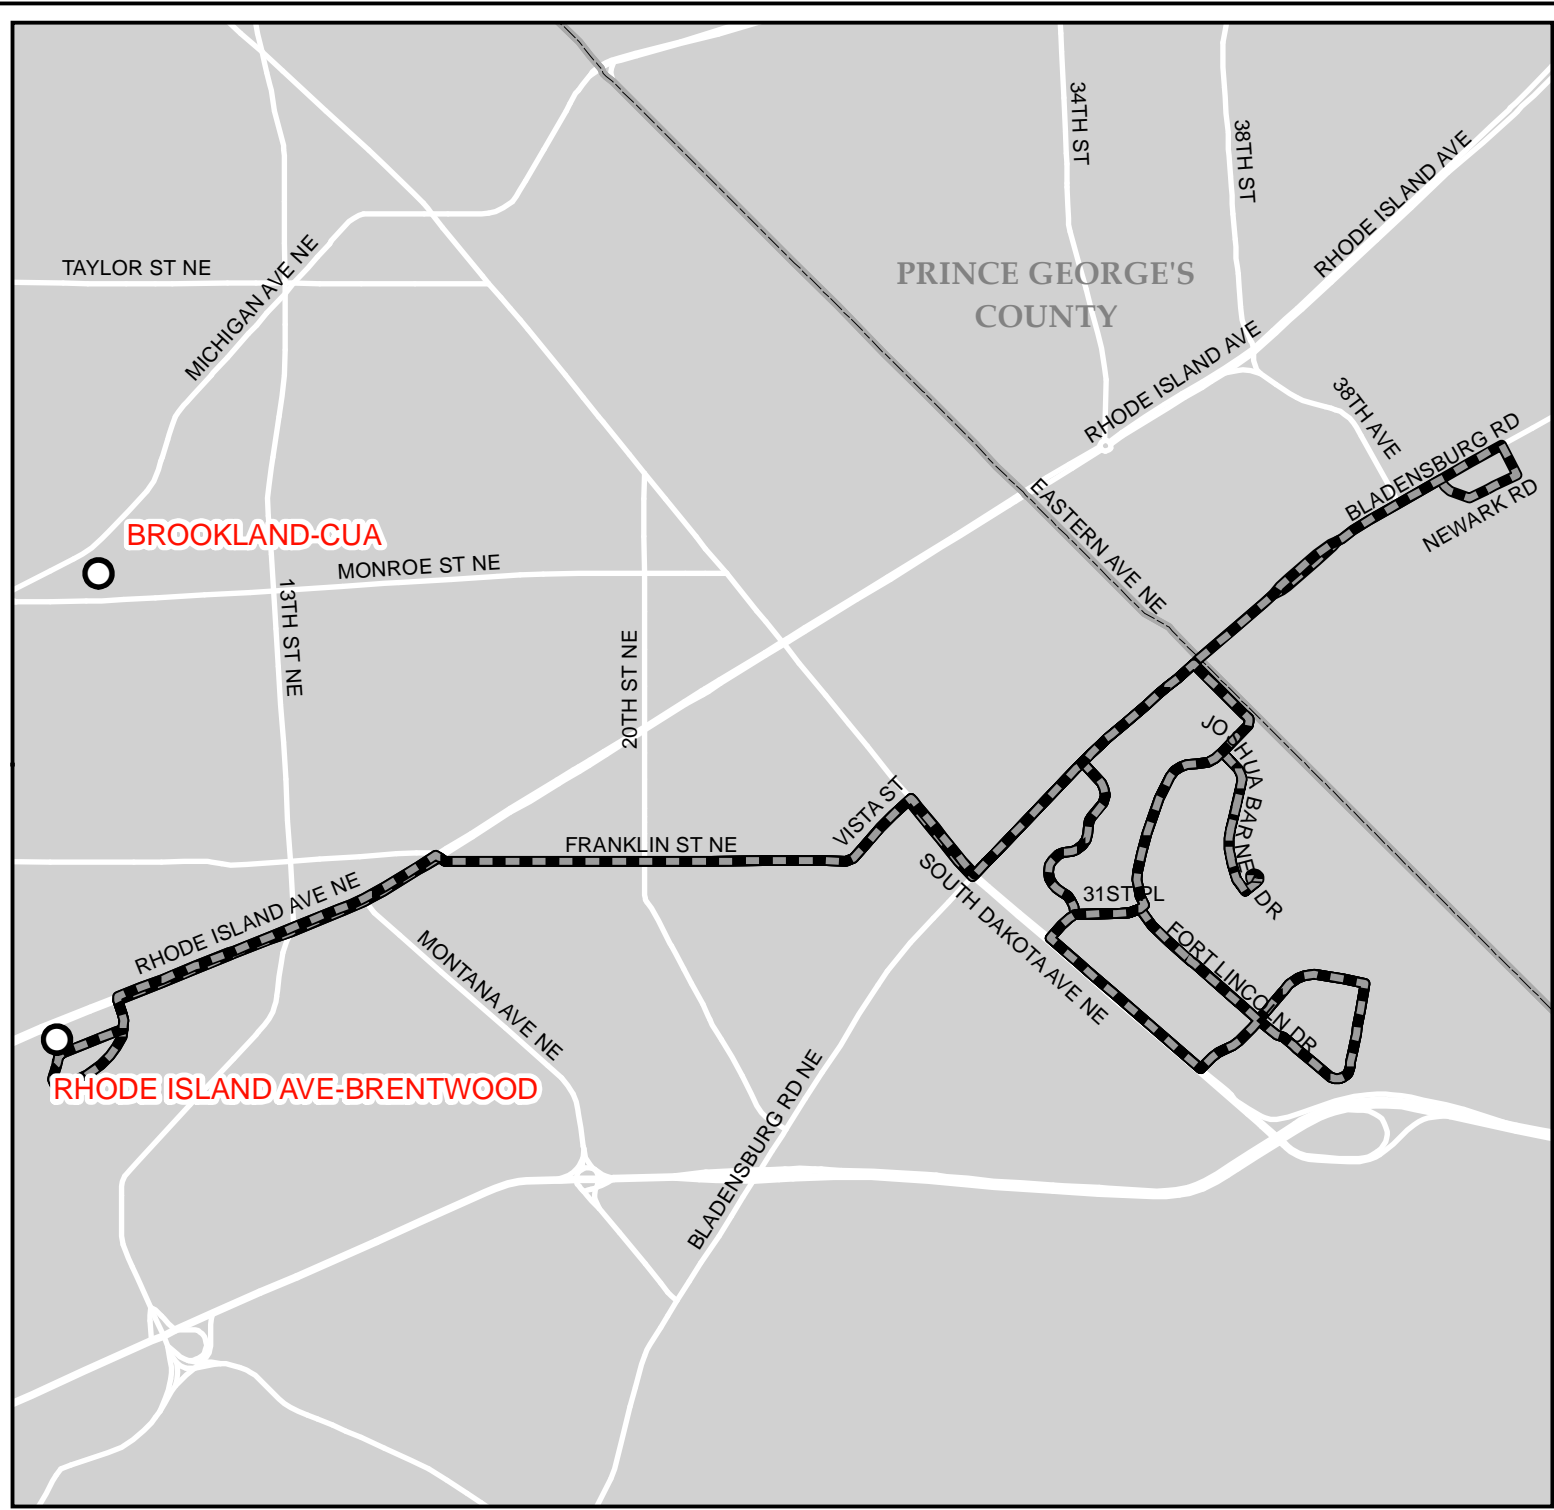 34TH ST
38TH ST
RHODE ISLAND AVE
TAYLOR ST NE
MICHIGAN AVE NE
PRINCE GEORGE'S
COUNTY
RHODE ISLAND AVE
38TH AVE
BLADENSBURG RD
NEWARK RD
EASTERN AVE NE
BROOKLAND-CUA
MONROE ST NE
13TH ST NE
20TH ST NE
JOSHUA BARNEY DR
VISTA ST
FRANKLIN ST NE
SOUTH DAKOTA AVE NE
31ST PL
RHODE ISLAND AVE NE
MONTANA AVE NE
FORT LINCOLN DR
RHODE ISLAND AVE-BRENTWOOD
BLADENSBURG RD NE